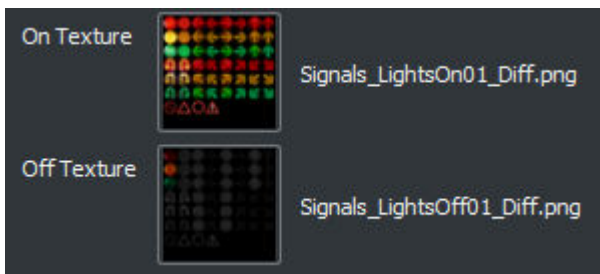 On Texture
Signals_LightsOn01_Diff.png
Off Texture
Signals_LightsOff01_Diff.png